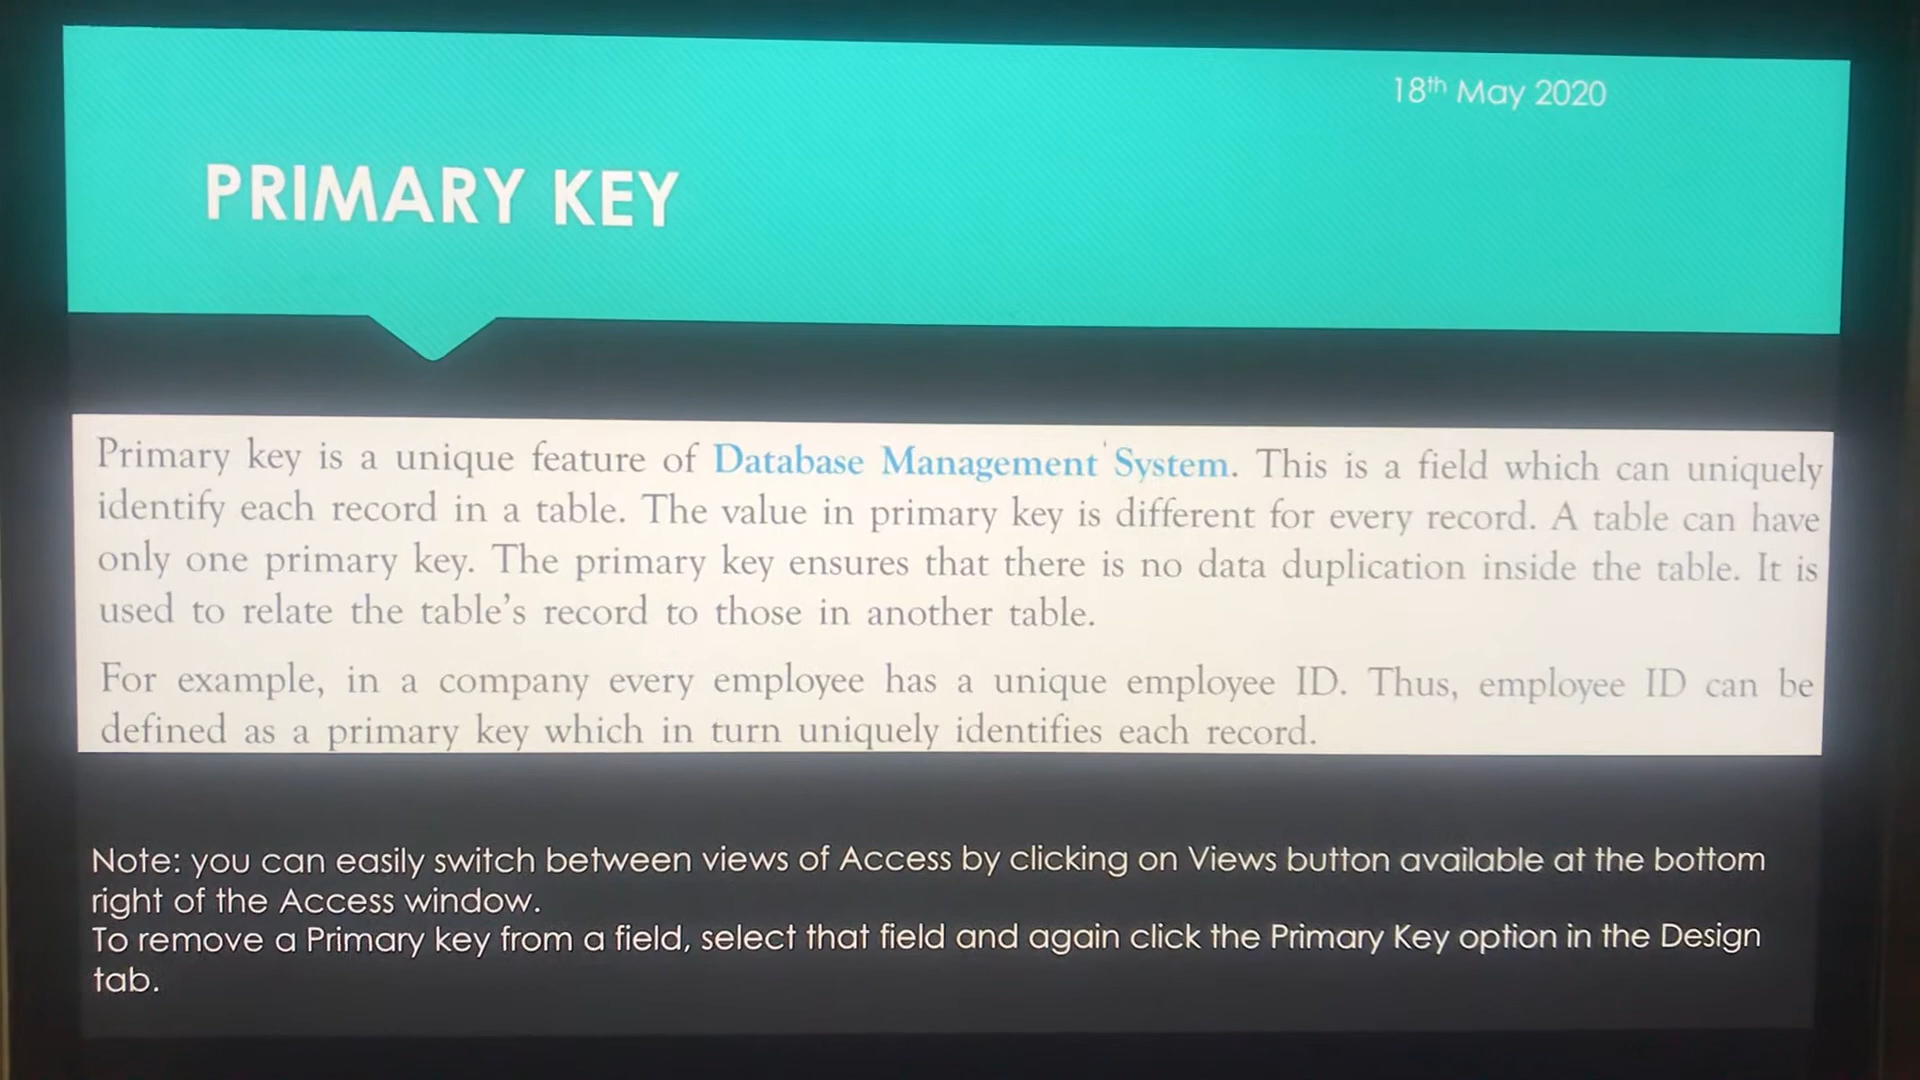 18th May 2020
PRIMARY KEY
Primary key is a unique feature of Database Management System. This is a field which can uniquely
identify each record in a table. The value in primary key is different for every record. A table can have
only one primary key. The primary key ensures that there is no data duplication inside the table. It is
used to relate the table’s record to those in another table.
For example, in a company every employee has a unique employee ID. Thus, employee ID can be
defined as a primary key which in turn uniquely identifies each record.
Note: you can easily switch between views of Access by clicking on Views button available at the bottom
right of the Access window.
To remove a Primary key from a field, select that field and again click the Primary Key option in the Design
tab.